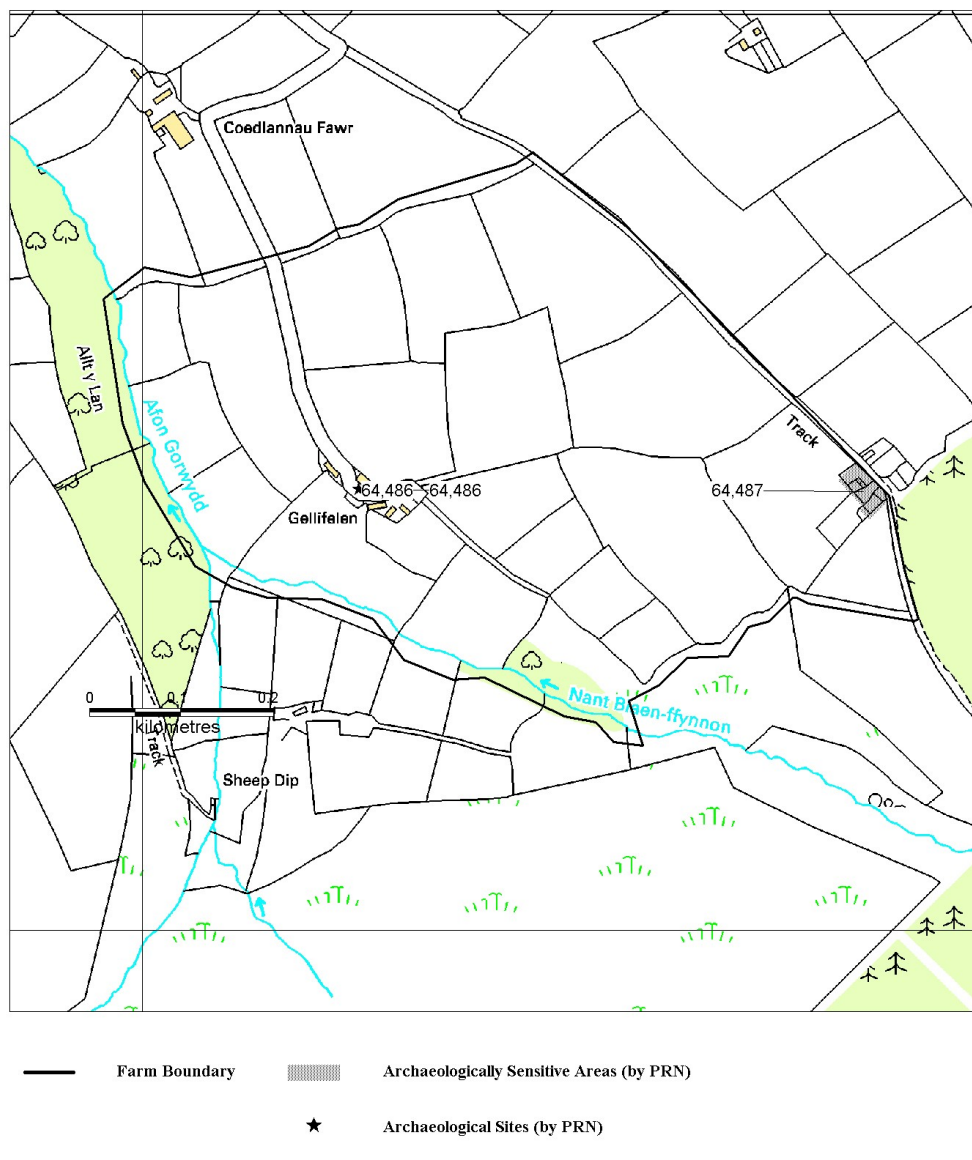 Coedlannau Fawr
Allt y Lan
Afon Gorwydd
Track
64,486 64,486
64,487
Gellifelen
Nant Blaen-ffynnon
0 0.1 0.2
kilometres
Track
Sheep Dip
Farm Boundary
Archaeologically Sensitive Areas (by PRN)
Archaeological Sites (by PRN)